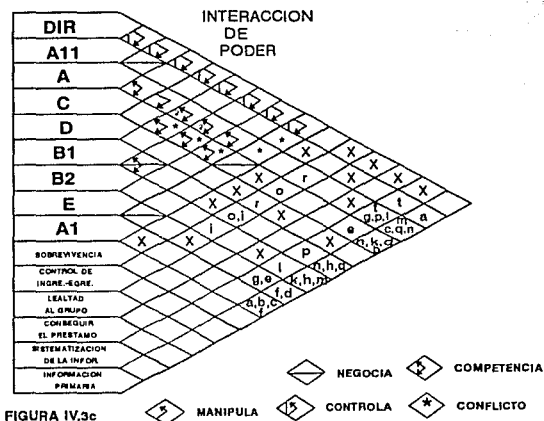 INTERACCION
DE
PODER
DIR
A11
A
C
D
B1
B2
E
A1
SOBREVIVENCIA
CONTROL DE
INGRE.-EGRE.
LEALTAD
AL GRUPO
CONSEGUIR
EL PRESTAMO
SISTEMATIZACION
DE LA INFOR.
INFORMACION
PRIMARIA
X X
X r X X
X o X X
X r X t t
o,j X g,p,l m a
X X i e c,q,n
X p n,k,d
l n,h,q
g,e k,h,m
f,d
a,b,c
f
NEGOCIA
COMPETENCIA
FIGURA IV.3c
MANIPULA
CONTROLA
CONFLICTO